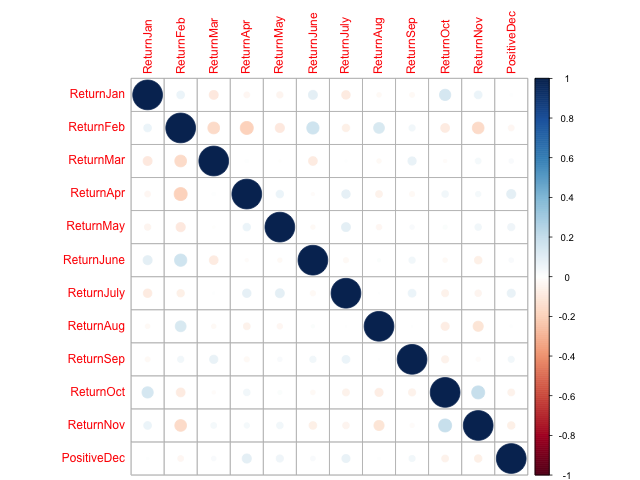 ReturnJan
ReturnFeb
ReturnMar
ReturnApr
ReturnMay
ReturnJune
ReturnJuly
ReturnAug
ReturnSep
ReturnOct
ReturnNov
PositiveDec
ReturnJan
ReturnFeb
ReturnMar
ReturnApr
ReturnMay
ReturnJune
ReturnJuly
ReturnAug
ReturnSep
ReturnOct
ReturnNov
PositiveDec
1
0.8
0.6
0.4
0.2
0
-0.2
-0.4
-0.6
-0.8
-1